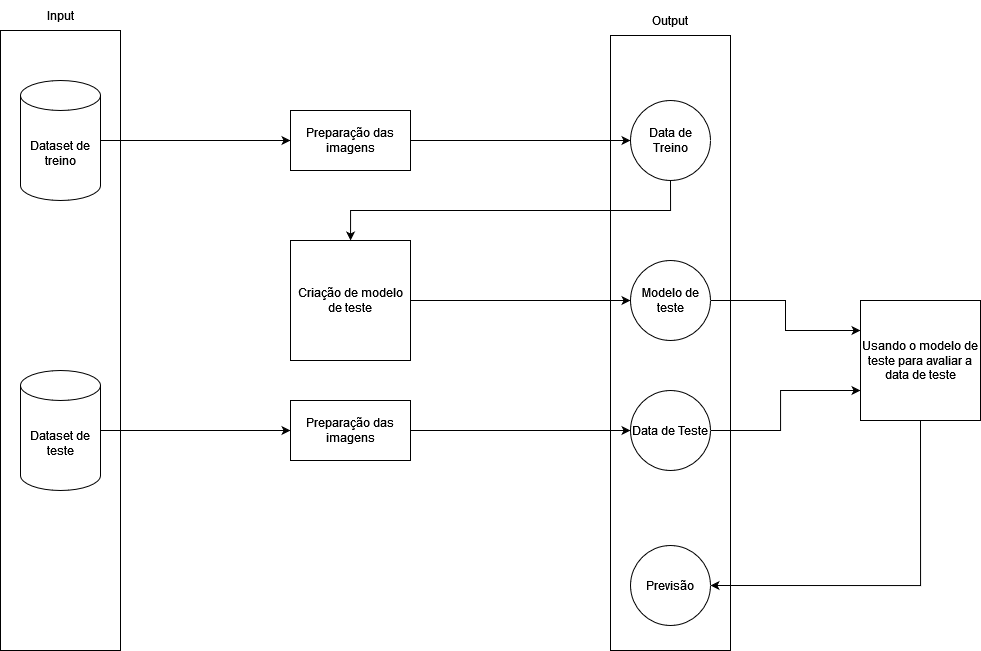 Input
Output
Dataset de
treino
Preparação das
imagens
Data de
Treino
Criação de modelo
de teste
Modelo de
teste
Usando o modelo de
teste para avaliar a
data de teste
Dataset de
teste
Preparação das
imagens
Data de Teste
Previsão